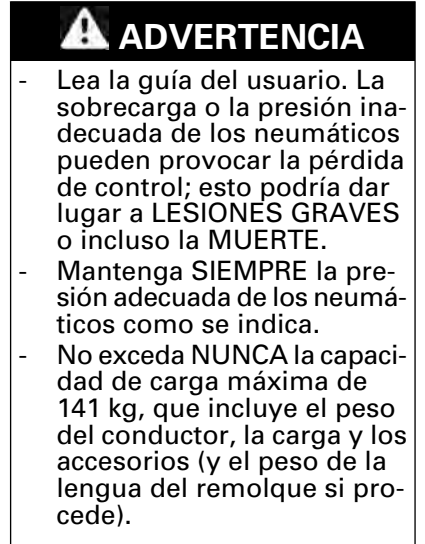 ADVERTENCIA
- Lea la guía del usuario. La
sobrecarga o la presión ina-
decuada de los neumáticos
pueden provocar la pérdida
de control; esto podría dar
lugar a LESIONES GRAVES
o incluso la MUERTE.
- Mantenga SIEMPRE la pre-
sión adecuada de los neumá-
ticos como se indica.
- No exceda NUNCA la capaci-
dad de carga máxima de
141 kg, que incluye el peso
del conductor, la carga y los
accesorios (y el peso de la
lengua del remolque si pro-
cede).